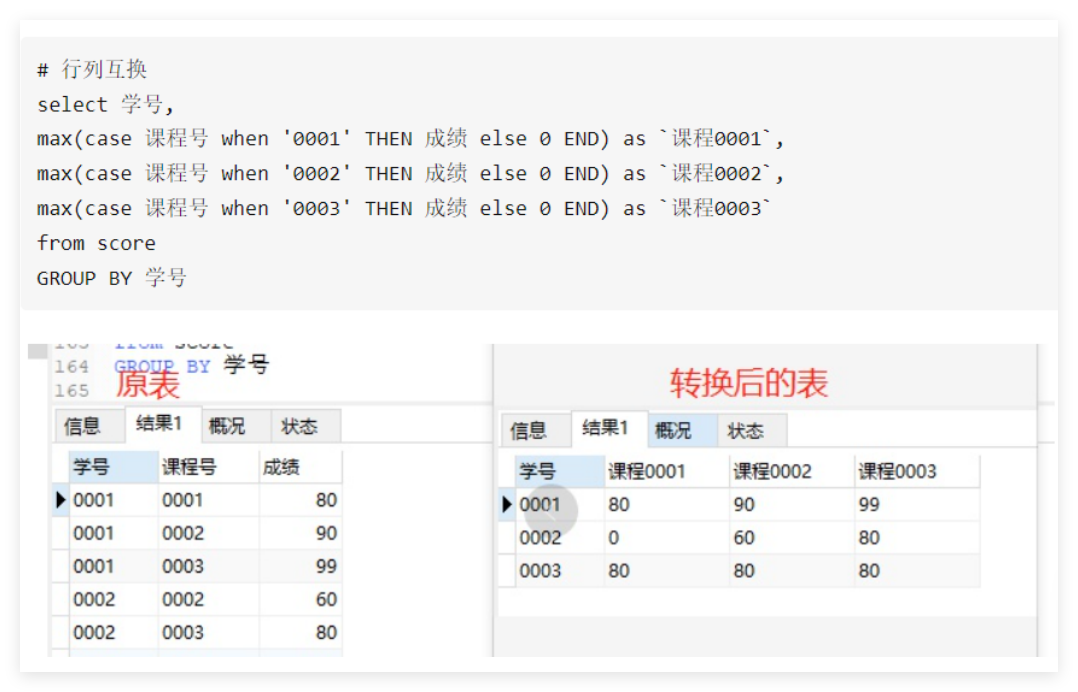 # 行列互换
select 学号,
max(case 课程号 when '0001' THEN 成绩 else 0 END) as `课程0001`,
max(case 课程号 when '0002' THEN 成绩 else 0 END) as `课程0002`,
max(case 课程号 when '0003' THEN 成绩 else 0 END) as `课程0003`
from score
GROUP BY 学号
163 from score
164 GROUP BY 学号
165
原表
信息 结果1 概况 状态
学号 课程号 成绩
0001 0001 80
0001 0002 90
0001 0003 99
0002 0002 60
0002 0003 80
转换后的表
信息 结果1 概况 状态
学号 课程0001 课程0002 课程0003
0001 80 90 99
0002 0 60 80
0003 80 80 80